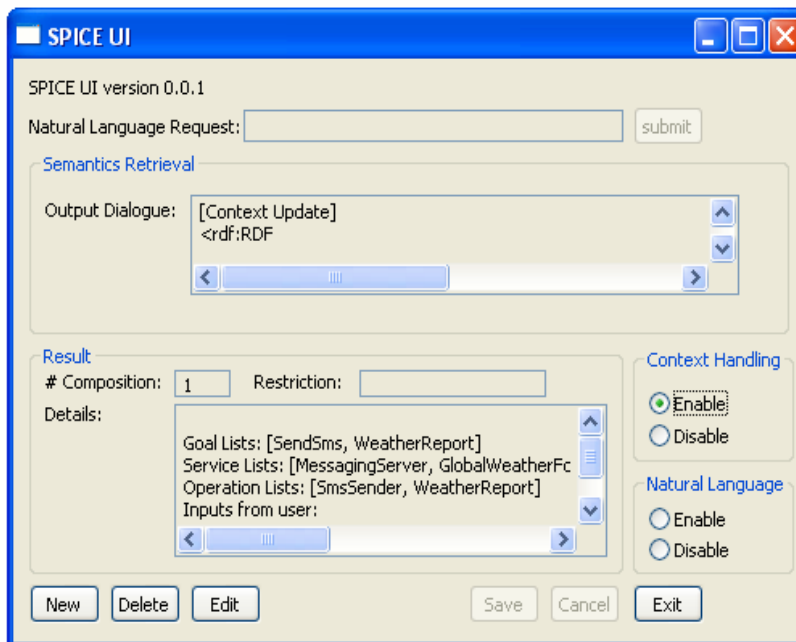 SPICE UI
SPICE UI version 0.0.1
Natural Language Request:
submit
Semantics Retrieval
Output Dialogue:
[Context Update]
<rdf:RDF
Result
# Composition: 1 Restriction:
Details:
Goal Lists: [SendSms, WeatherReport]
Service Lists: [MessagingServer, GlobalWeatherFc
Operation Lists: [SmsSender, WeatherReport]
Inputs from user:
Context Handling
Enable
Disable
Natural Language
Enable
Disable
New Delete Edit Save Cancel Exit